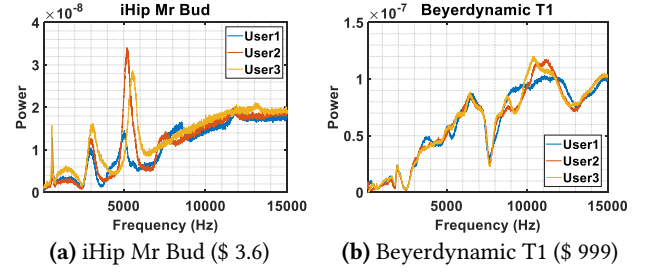 iHip Mr Bud
×10⁻⁸
4
3
2
1
0
Power
User1
User2
User3
5000
10000
15000
Frequency (Hz)
(a) iHip Mr Bud ($ 3.6)
Beyerdynamic T1
×10⁻⁷
1.5
1
0.5
0
Power
User1
User2
User3
5000
10000
15000
Frequency (Hz)
(b) Beyerdynamic T1 ($ 999)